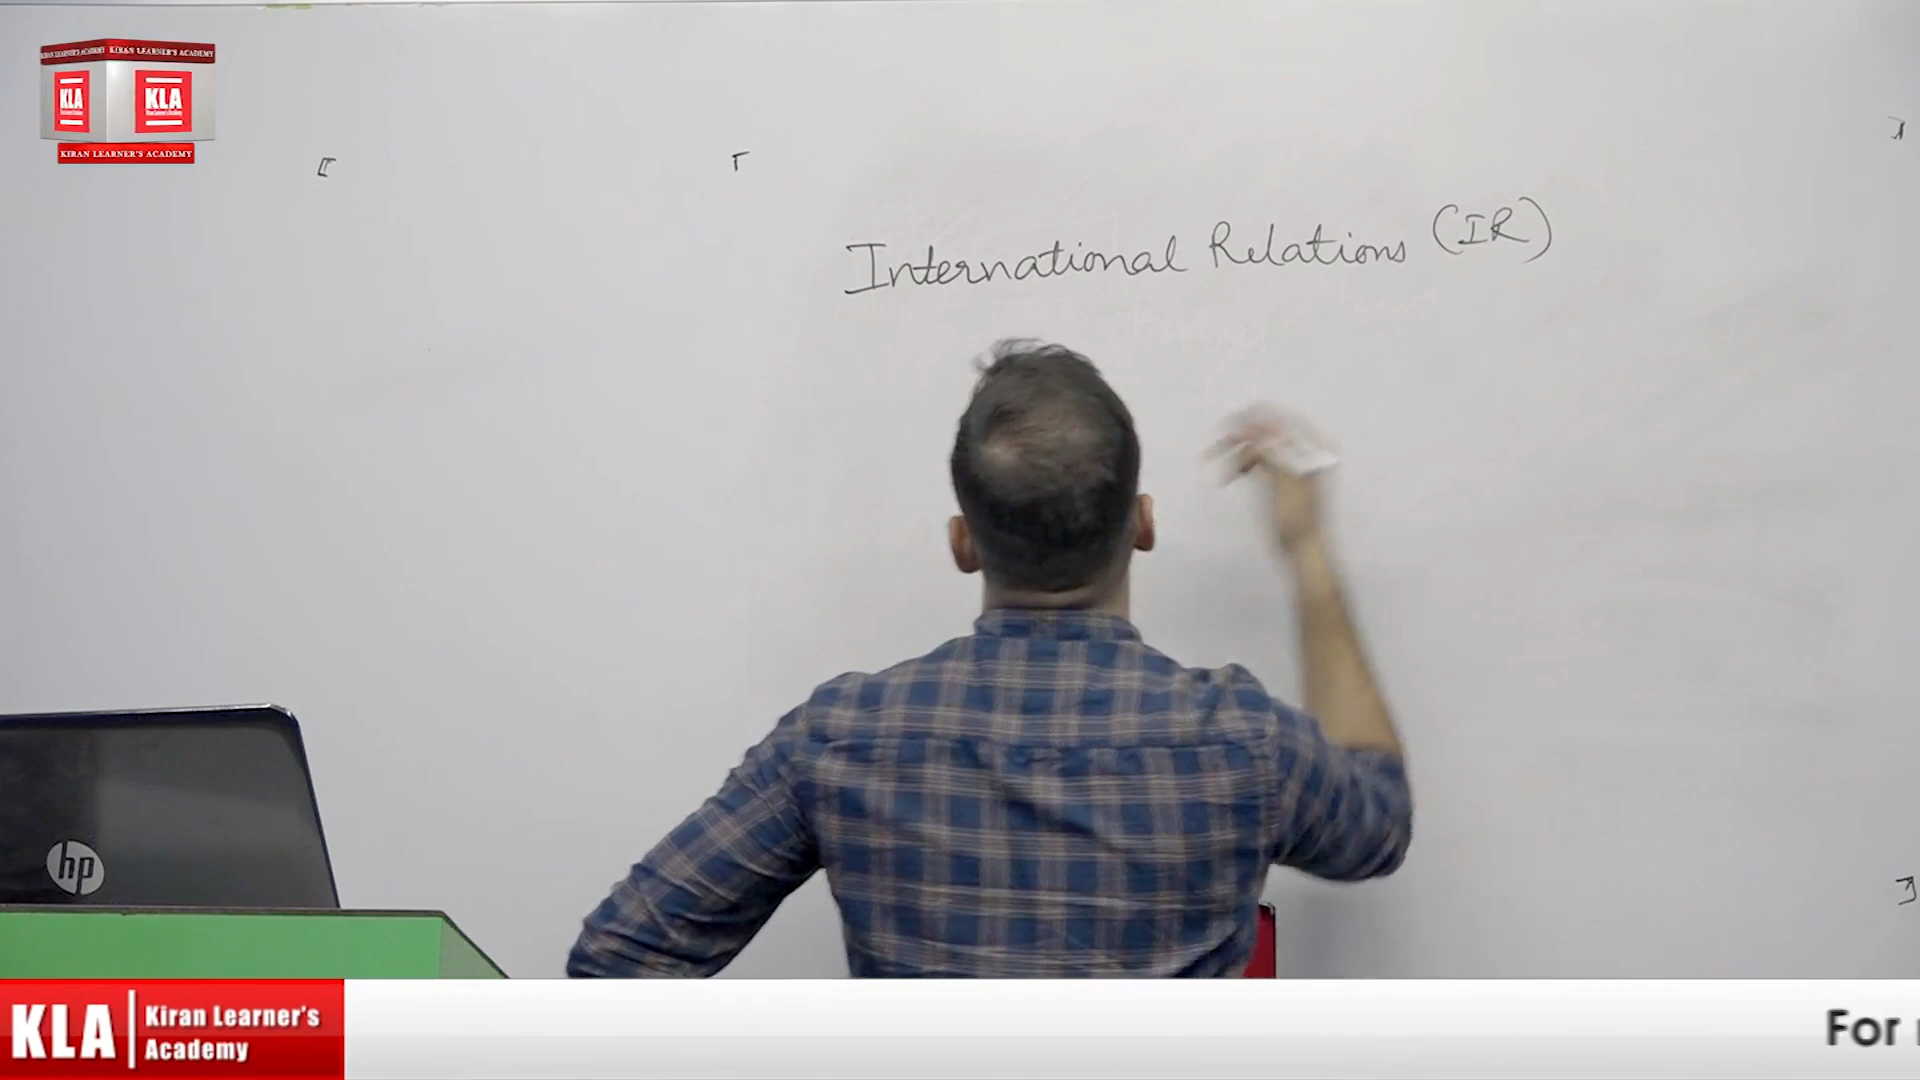 KIRAN LEARNER'S ACADEMY KIRAN LEARNER'S ACADEMY
KLA KLA
KIRAN LEARNER'S ACADEMY
International Relations (IR)
hp
KLA Kiran Learner's
Academy
For